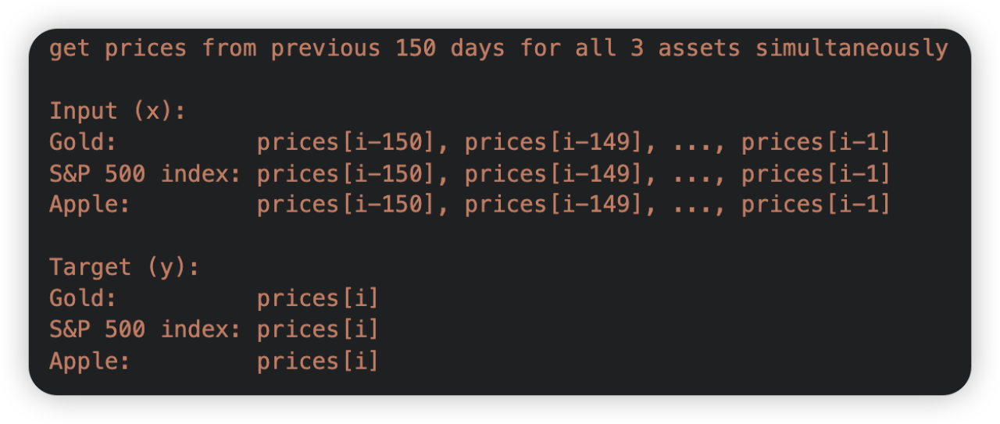 get prices from previous 150 days for all 3 assets simultaneously
Input (x):
Gold: prices[i-150], prices[i-149], ..., prices[i-1]
S&P 500 index: prices[i-150], prices[i-149], ..., prices[i-1]
Apple: prices[i-150], prices[i-149], ..., prices[i-1]
Target (y):
Gold: prices[i]
S&P 500 index: prices[i]
Apple: prices[i]